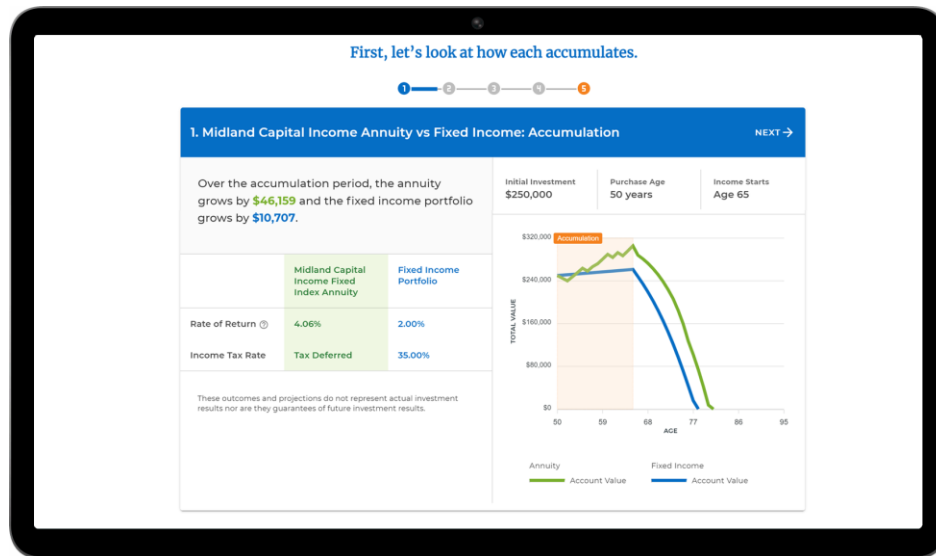 First, let's look at how each accumulates.
1 2 3 4 5
1. Midland Capital Income Annuity vs Fixed Income: Accumulation
NEXT →
Over the accumulation period, the annuity
grows by $46,159 and the fixed income portfolio
grows by $10,707.
Midland Capital
Income Fixed
Index Annuity
Fixed Income
Portfolio
Rate of Return ?
4.06%
2.00%
Income Tax Rate
Tax Deferred
35.00%
These outcomes and projections do not represent actual investment
results nor are they guarantees of future investment results.
Initial Investment
$250,000
Purchase Age
50 years
Income Starts
Age 65
Accumulation
TOTAL VALUE
$320,000
$240,000
$160,000
$80,000
$0
50 59 68 77 86 95
AGE
Annuity
Account Value
Fixed Income
Account Value